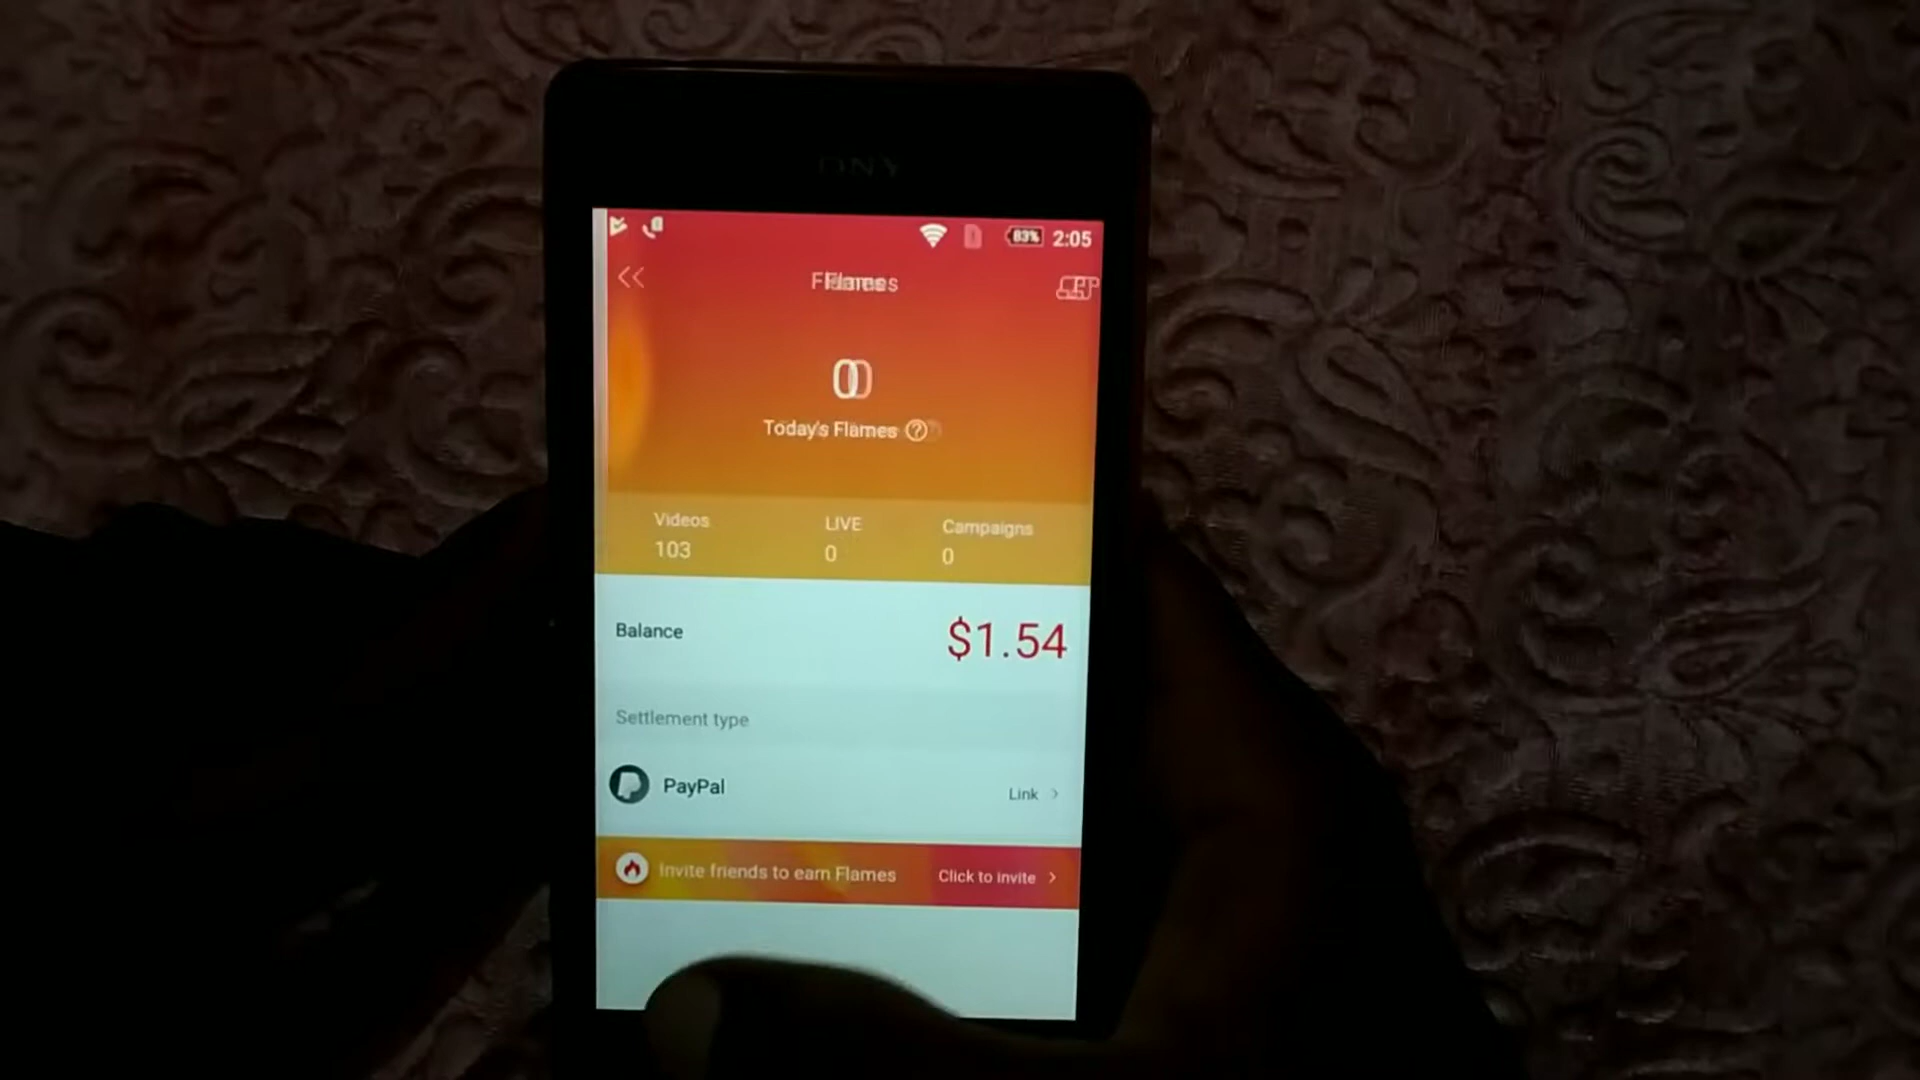 83% 2:05
Flames
0
Today's Flames ?
Videos LIVE Campaigns
103 0 0
Balance $1.54
Settlement type
PayPal Link >
Invite friends to earn Flames Click to invite >